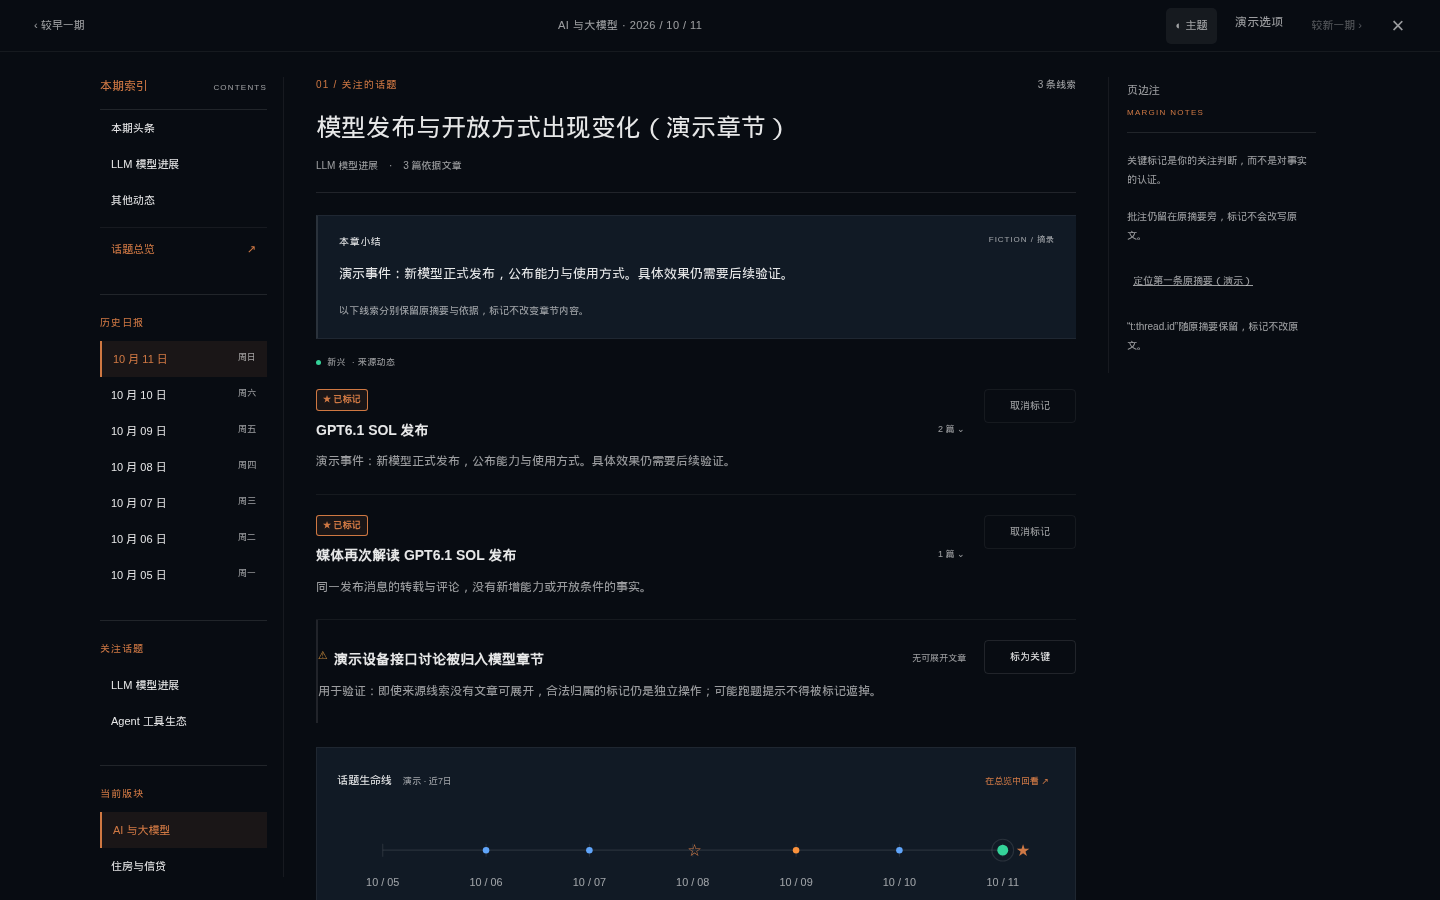 ‹ 较早一期
AI 与大模型 · 2026 / 10 / 11
主题
演示选项
较新一期 ›
✕
本期索引
CONTENTS
本期头条
LLM 模型进展
其他动态
话题总览 ↗
历史日报
10 月 11 日 周日
10 月 10 日 周六
10 月 09 日 周五
10 月 08 日 周四
10 月 07 日 周三
10 月 06 日 周二
10 月 05 日 周一
关注话题
LLM 模型进展
Agent 工具生态
当前版块
AI 与大模型
住房与信贷
01 / 关注的话题
3 条线索
模型发布与开放方式出现变化（演示章节）
LLM 模型进展 · 3 篇依据文章
本章小结
FICTION / 摘录
演示事件：新模型正式发布，公布能力与使用方式。具体效果仍需要后续验证。
以下线索分别保留原摘要与依据，标记不改变章节内容。
新兴 · 来源动态
★ 已标记
取消标记
GPT6.1 SOL 发布
2 篇 ⌄
演示事件：新模型正式发布，公布能力与使用方式。具体效果仍需要后续验证。
★ 已标记
取消标记
媒体再次解读 GPT6.1 SOL 发布
1 篇 ⌄
同一发布消息的转载与评论，没有新增能力或开放条件的事实。
⚠ 演示设备接口讨论被归入模型章节
无可展开文章
标为关键
用于验证：即使来源线索没有文章可展开，合法归属的标记仍是独立操作；可能跑题提示不得被标记遮掉。
话题生命线 演示 · 近7日
在总览中回看 ↗
☆
★
10 / 05
10 / 06
10 / 07
10 / 08
10 / 09
10 / 10
10 / 11
页边注
MARGIN NOTES
关键标记是你的关注判断，而不是对事实
的认证。
批注仍留在原摘要旁，标记不会改写原
文。
定位第一条原摘要（演示）
"t:thread.id"随原摘要保留，标记不改原
文。